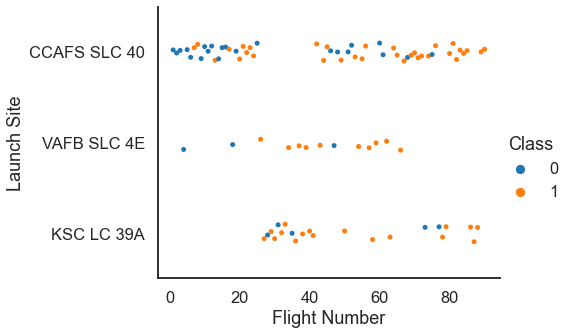 CCAFS SLC 40
VAFB SLC 4E
KSC LC 39A
Launch Site
0 20 40 60 80
Flight Number
Class
0
1